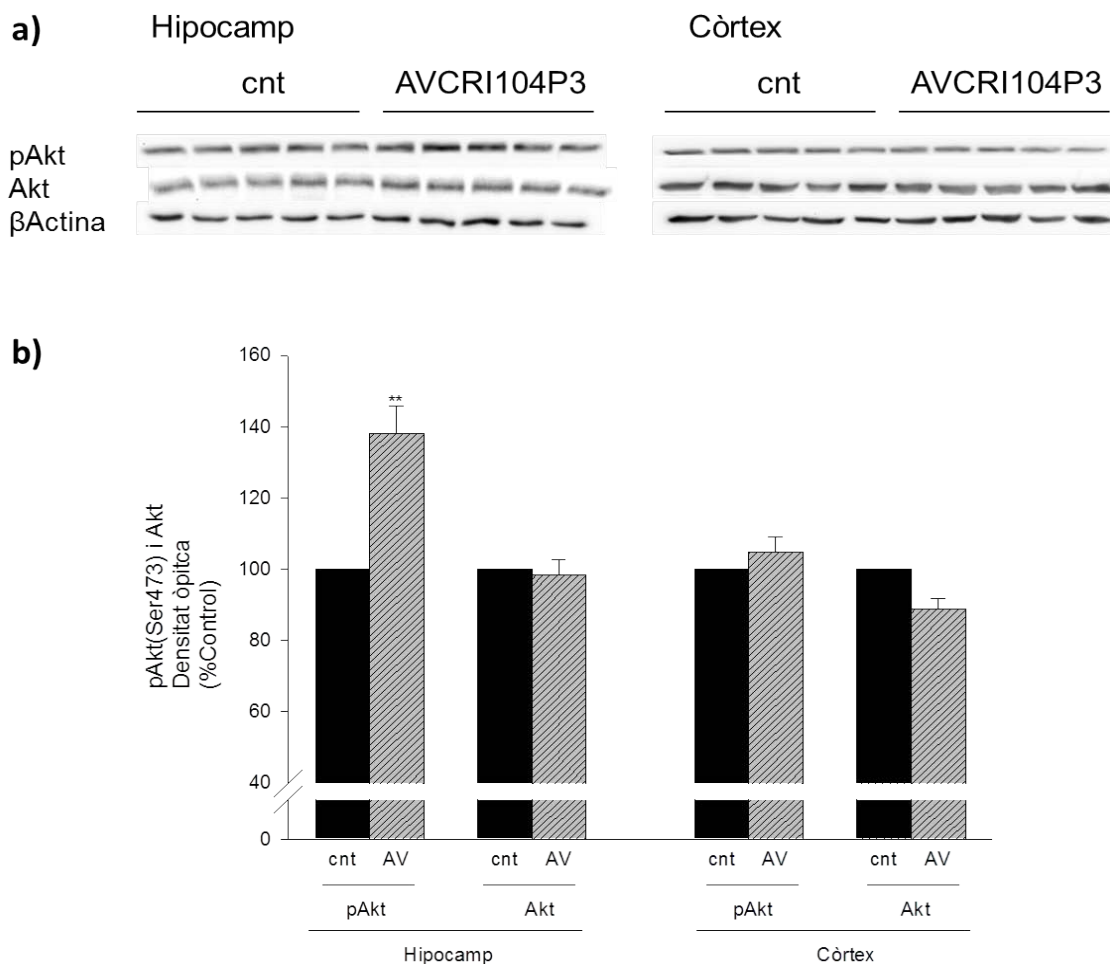 a)
Hipocamp
Còrtex
cnt
AVCRI104P3
cnt
AVCRI104P3
pAkt
Akt
βActina
b)
pAkt(Ser473) i Akt
Densitat òpitca
(%Control)
160
140
120
100
80
60
40
0
**
cnt AV cnt AV cnt AV cnt AV
pAkt Akt pAkt Akt
Hipocamp Còrtex